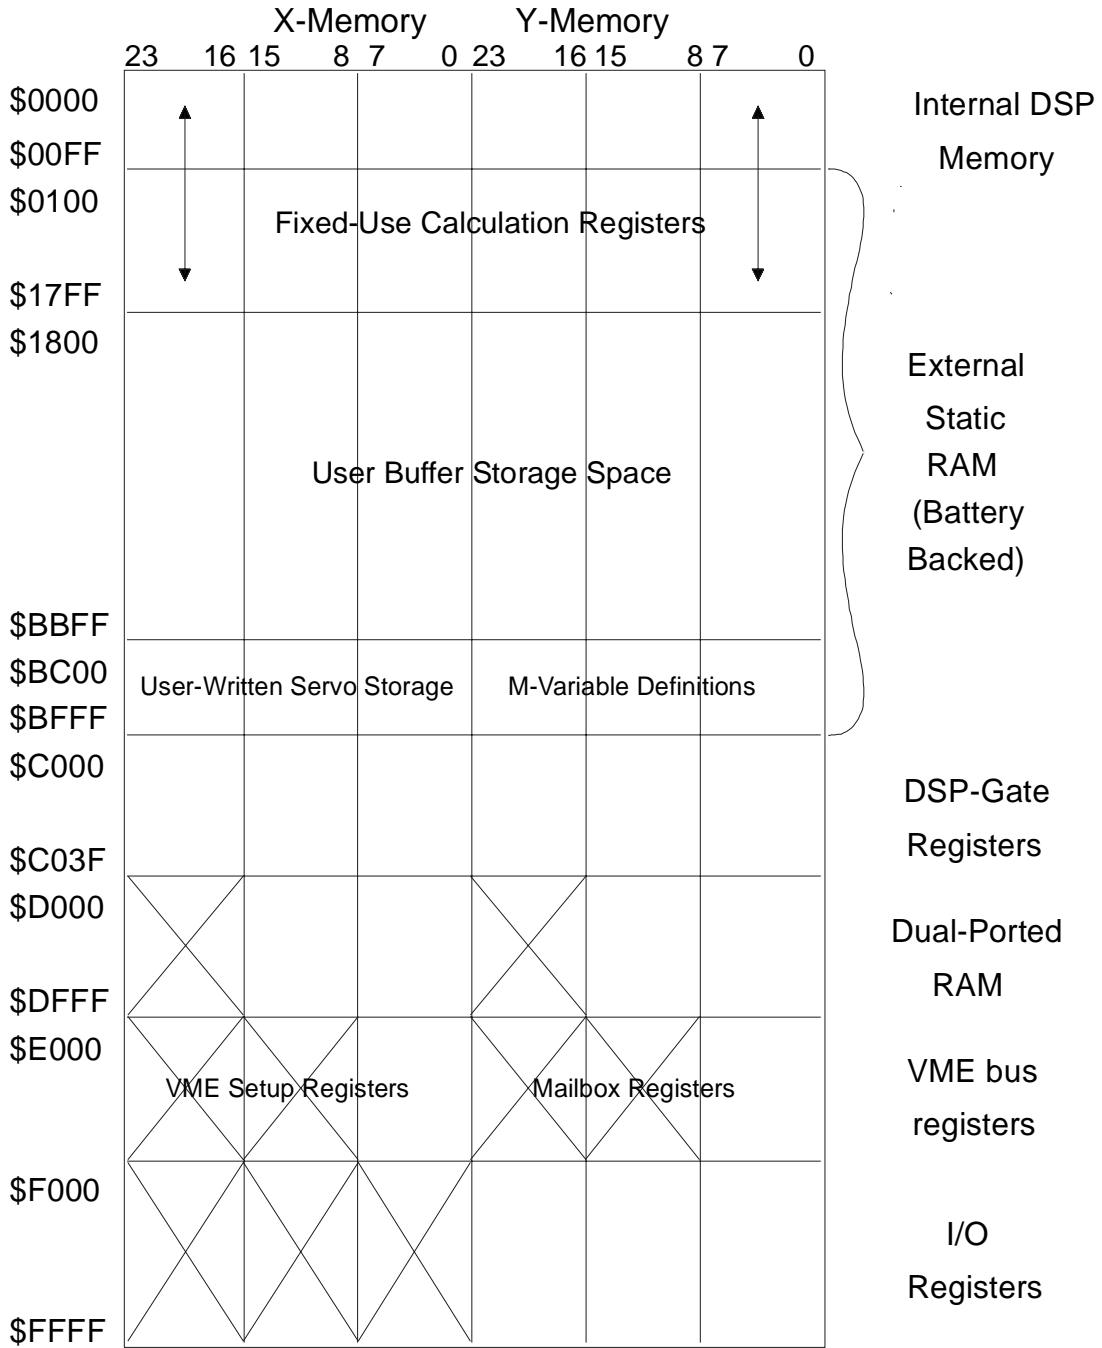 X-Memory Y-Memory
23 16 15 8 7 0 23 16 15 8 7 0
$0000
Internal DSP
$00FF
Memory
$0100
Fixed-Use Calculation Registers
$17FF
$1800
External
Static
RAM
(Battery
Backed)
User Buffer Storage Space
$BBFF
$BC00
User-Written Servo Storage M-Variable Definitions
$BFFF
$C000
DSP-Gate
Registers
$C03F
$D000
Dual-Ported
RAM
$DFFF
$E000
VME Setup Registers Mailbox Registers
VME bus
registers
$F000
I/O
Registers
$FFFF